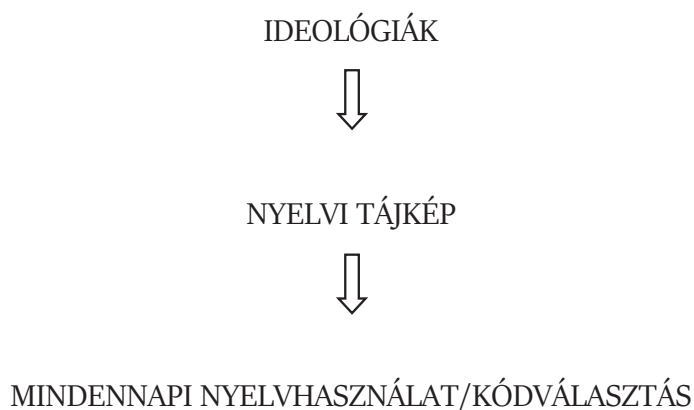 IDEOLÓGIÁK
NYELVI TÁJKÉP
MINDENNAPI NYELVHASZNÁLAT/KÓDVÁLASZTÁS